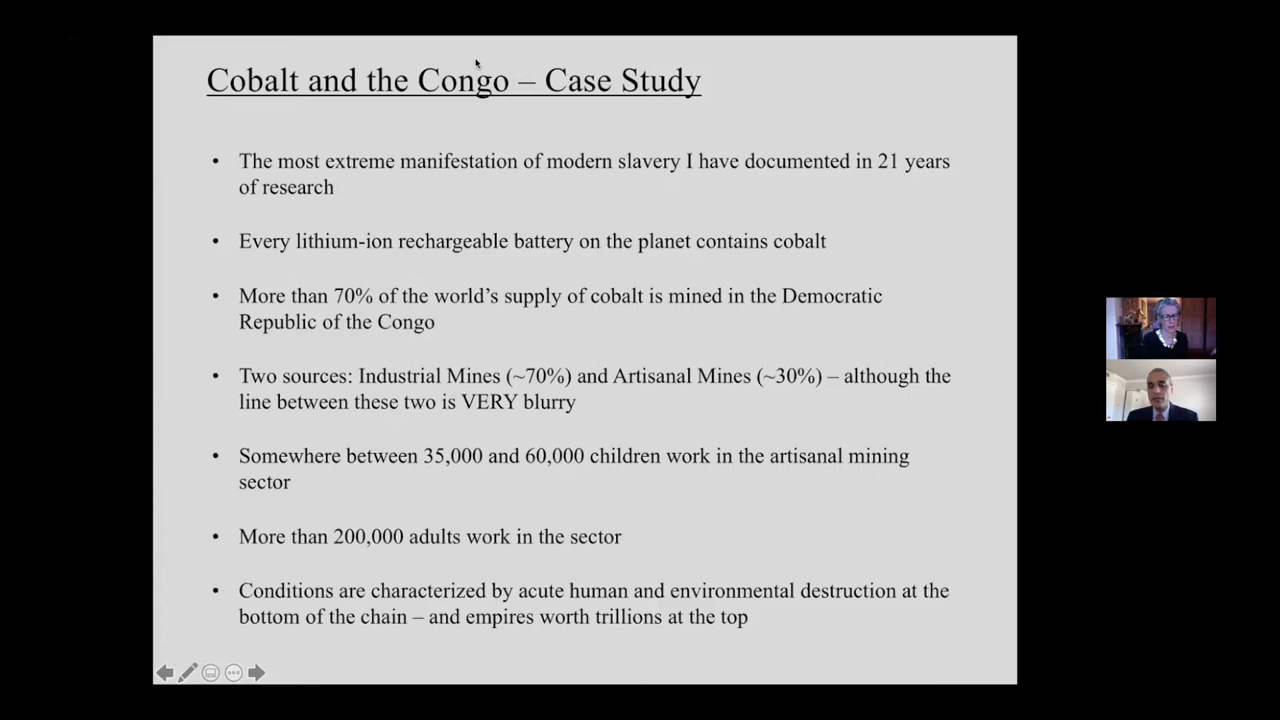 Cobalt and the Congo – Case Study
• The most extreme manifestation of modern slavery I have documented in 21 years
of research
• Every lithium-ion rechargeable battery on the planet contains cobalt
• More than 70% of the world’s supply of cobalt is mined in the Democratic
Republic of the Congo
• Two sources: Industrial Mines (~70%) and Artisanal Mines (~30%) – although the
line between these two is VERY blurry
• Somewhere between 35,000 and 60,000 children work in the artisanal mining
sector
• More than 200,000 adults work in the sector
• Conditions are characterized by acute human and environmental destruction at the
bottom of the chain – and empires worth trillions at the top